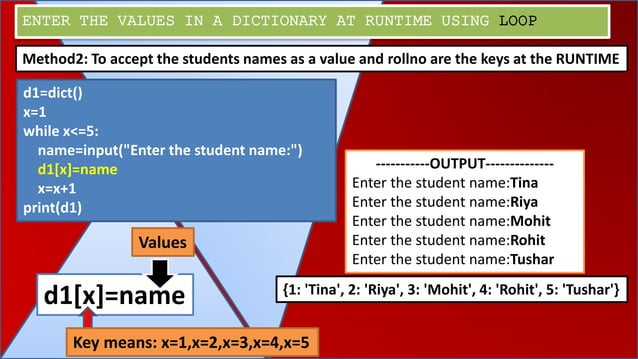 ENTER THE VALUES IN A DICTIONARY AT RUNTIME USING LOOP
Method2: To accept the students names as a value and rollno are the keys at the RUNTIME
d1=dict()
x=1
while x<=5:
    name=input("Enter the student name:")
    d1[x]=name
    x=x+1
print(d1)
-----------OUTPUT--------------
Enter the student name:Tina
Enter the student name:Riya
Enter the student name:Mohit
Enter the student name:Rohit
Enter the student name:Tushar
{1: 'Tina', 2: 'Riya', 3: 'Mohit', 4: 'Rohit', 5: 'Tushar'}
Values
d1[x]=name
Key means: x=1,x=2,x=3,x=4,x=5